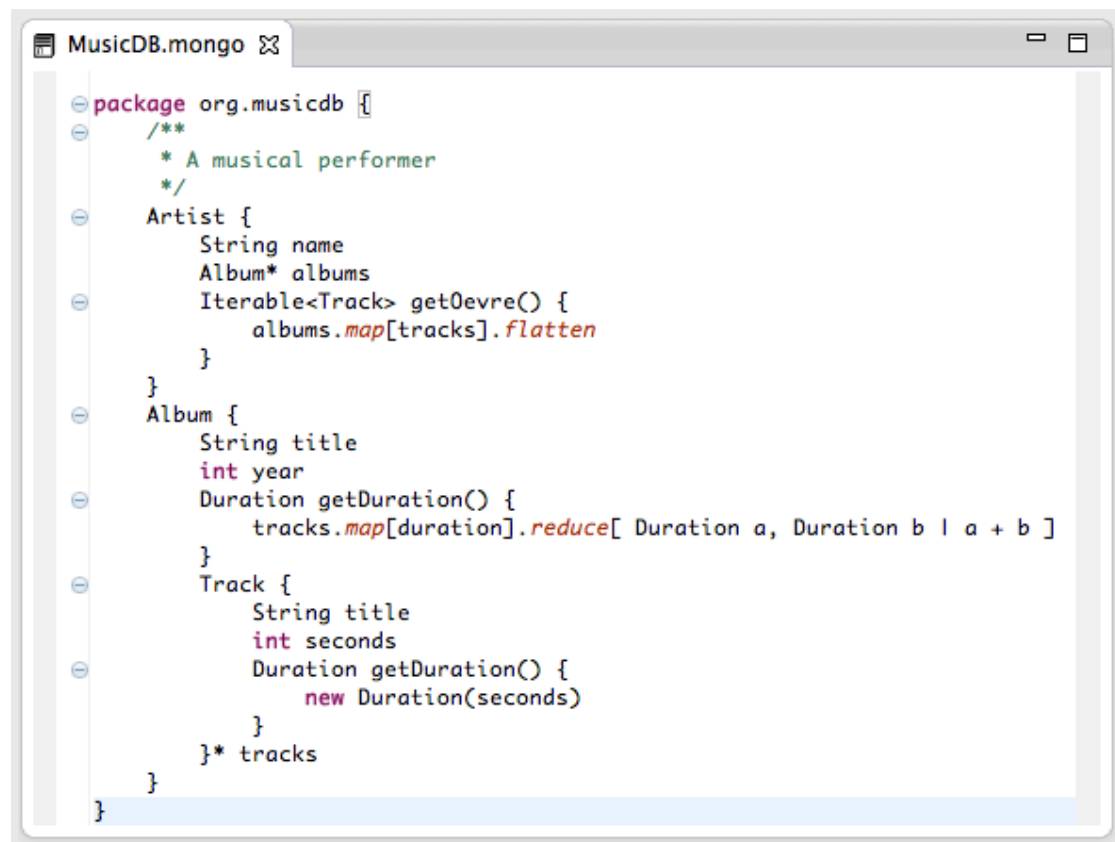 MusicDB.mongo
package org.musicdb {
/**
* A musical performer
*/
Artist {
String name
Album* albums
Iterable<Track> getOevre() {
albums.map[tracks].flatten
}
}
Album {
String title
int year
Duration getDuration() {
tracks.map[duration].reduce[ Duration a, Duration b | a + b ]
}
Track {
String title
int seconds
Duration getDuration() {
new Duration(seconds)
}
}* tracks
}
}